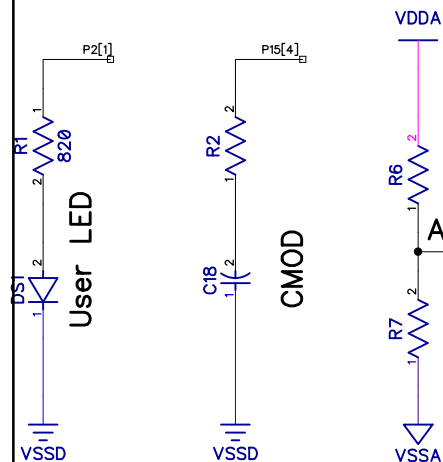 VDDA
P2[1]
P15[4]
1
2
2
R1
820
R2
R6
2
1
1
A
2
2
2
DS1
User LED
C18
CMOD
R7
1
1
1
VSSD
VSSD
VSSA